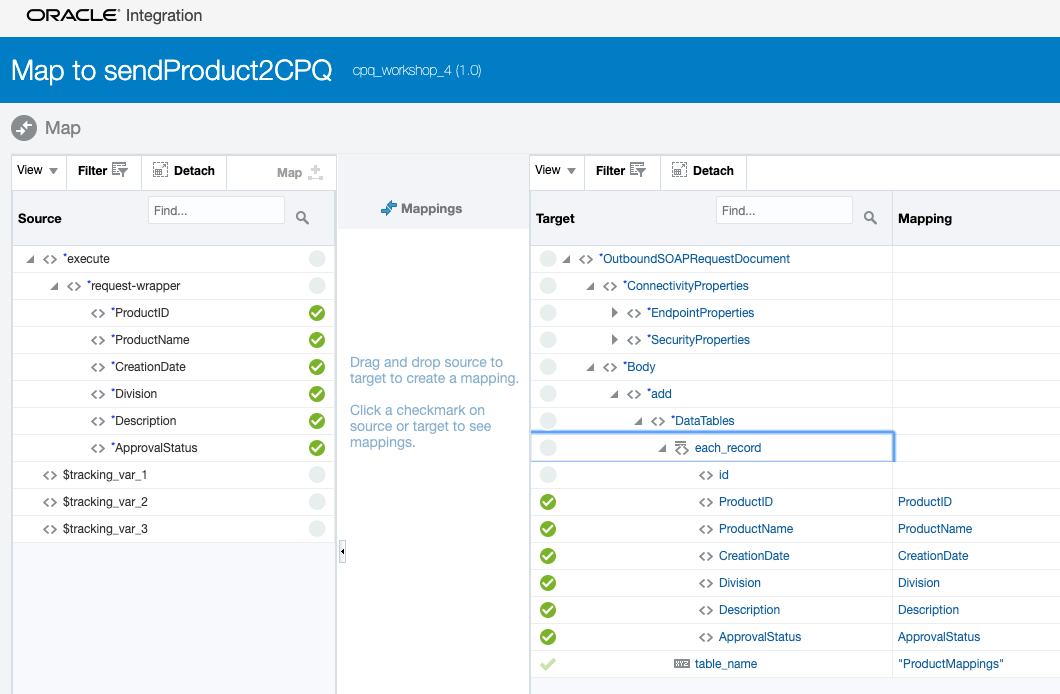 ORACLE® Integration
Map to sendProduct2CPQ cpq_workshop_4 (1.0)
Map
View Filter Detach Map
Source Find...
<> *execute
<> *request-wrapper
<> *ProductID
<> *ProductName
<> *CreationDate
<> *Division
<> *Description
<> *ApprovalStatus
<> $tracking_var_1
<> $tracking_var_2
<> $tracking_var_3
Mappings
Drag and drop source to
target to create a mapping.
Click a checkmark on
source or target to see
mappings.
View Filter Detach
Target Find... Mapping
<> *OutboundSOAPRequestDocument
<> *ConnectivityProperties
<> *EndpointProperties
<> *SecurityProperties
<> *Body
<> *add
<> *DataTables
<> each_record
<> id
<> ProductID ProductID
<> ProductName ProductName
<> CreationDate CreationDate
<> Division Division
<> Description Description
<> ApprovalStatus ApprovalStatus
XYZ table_name "ProductMappings"